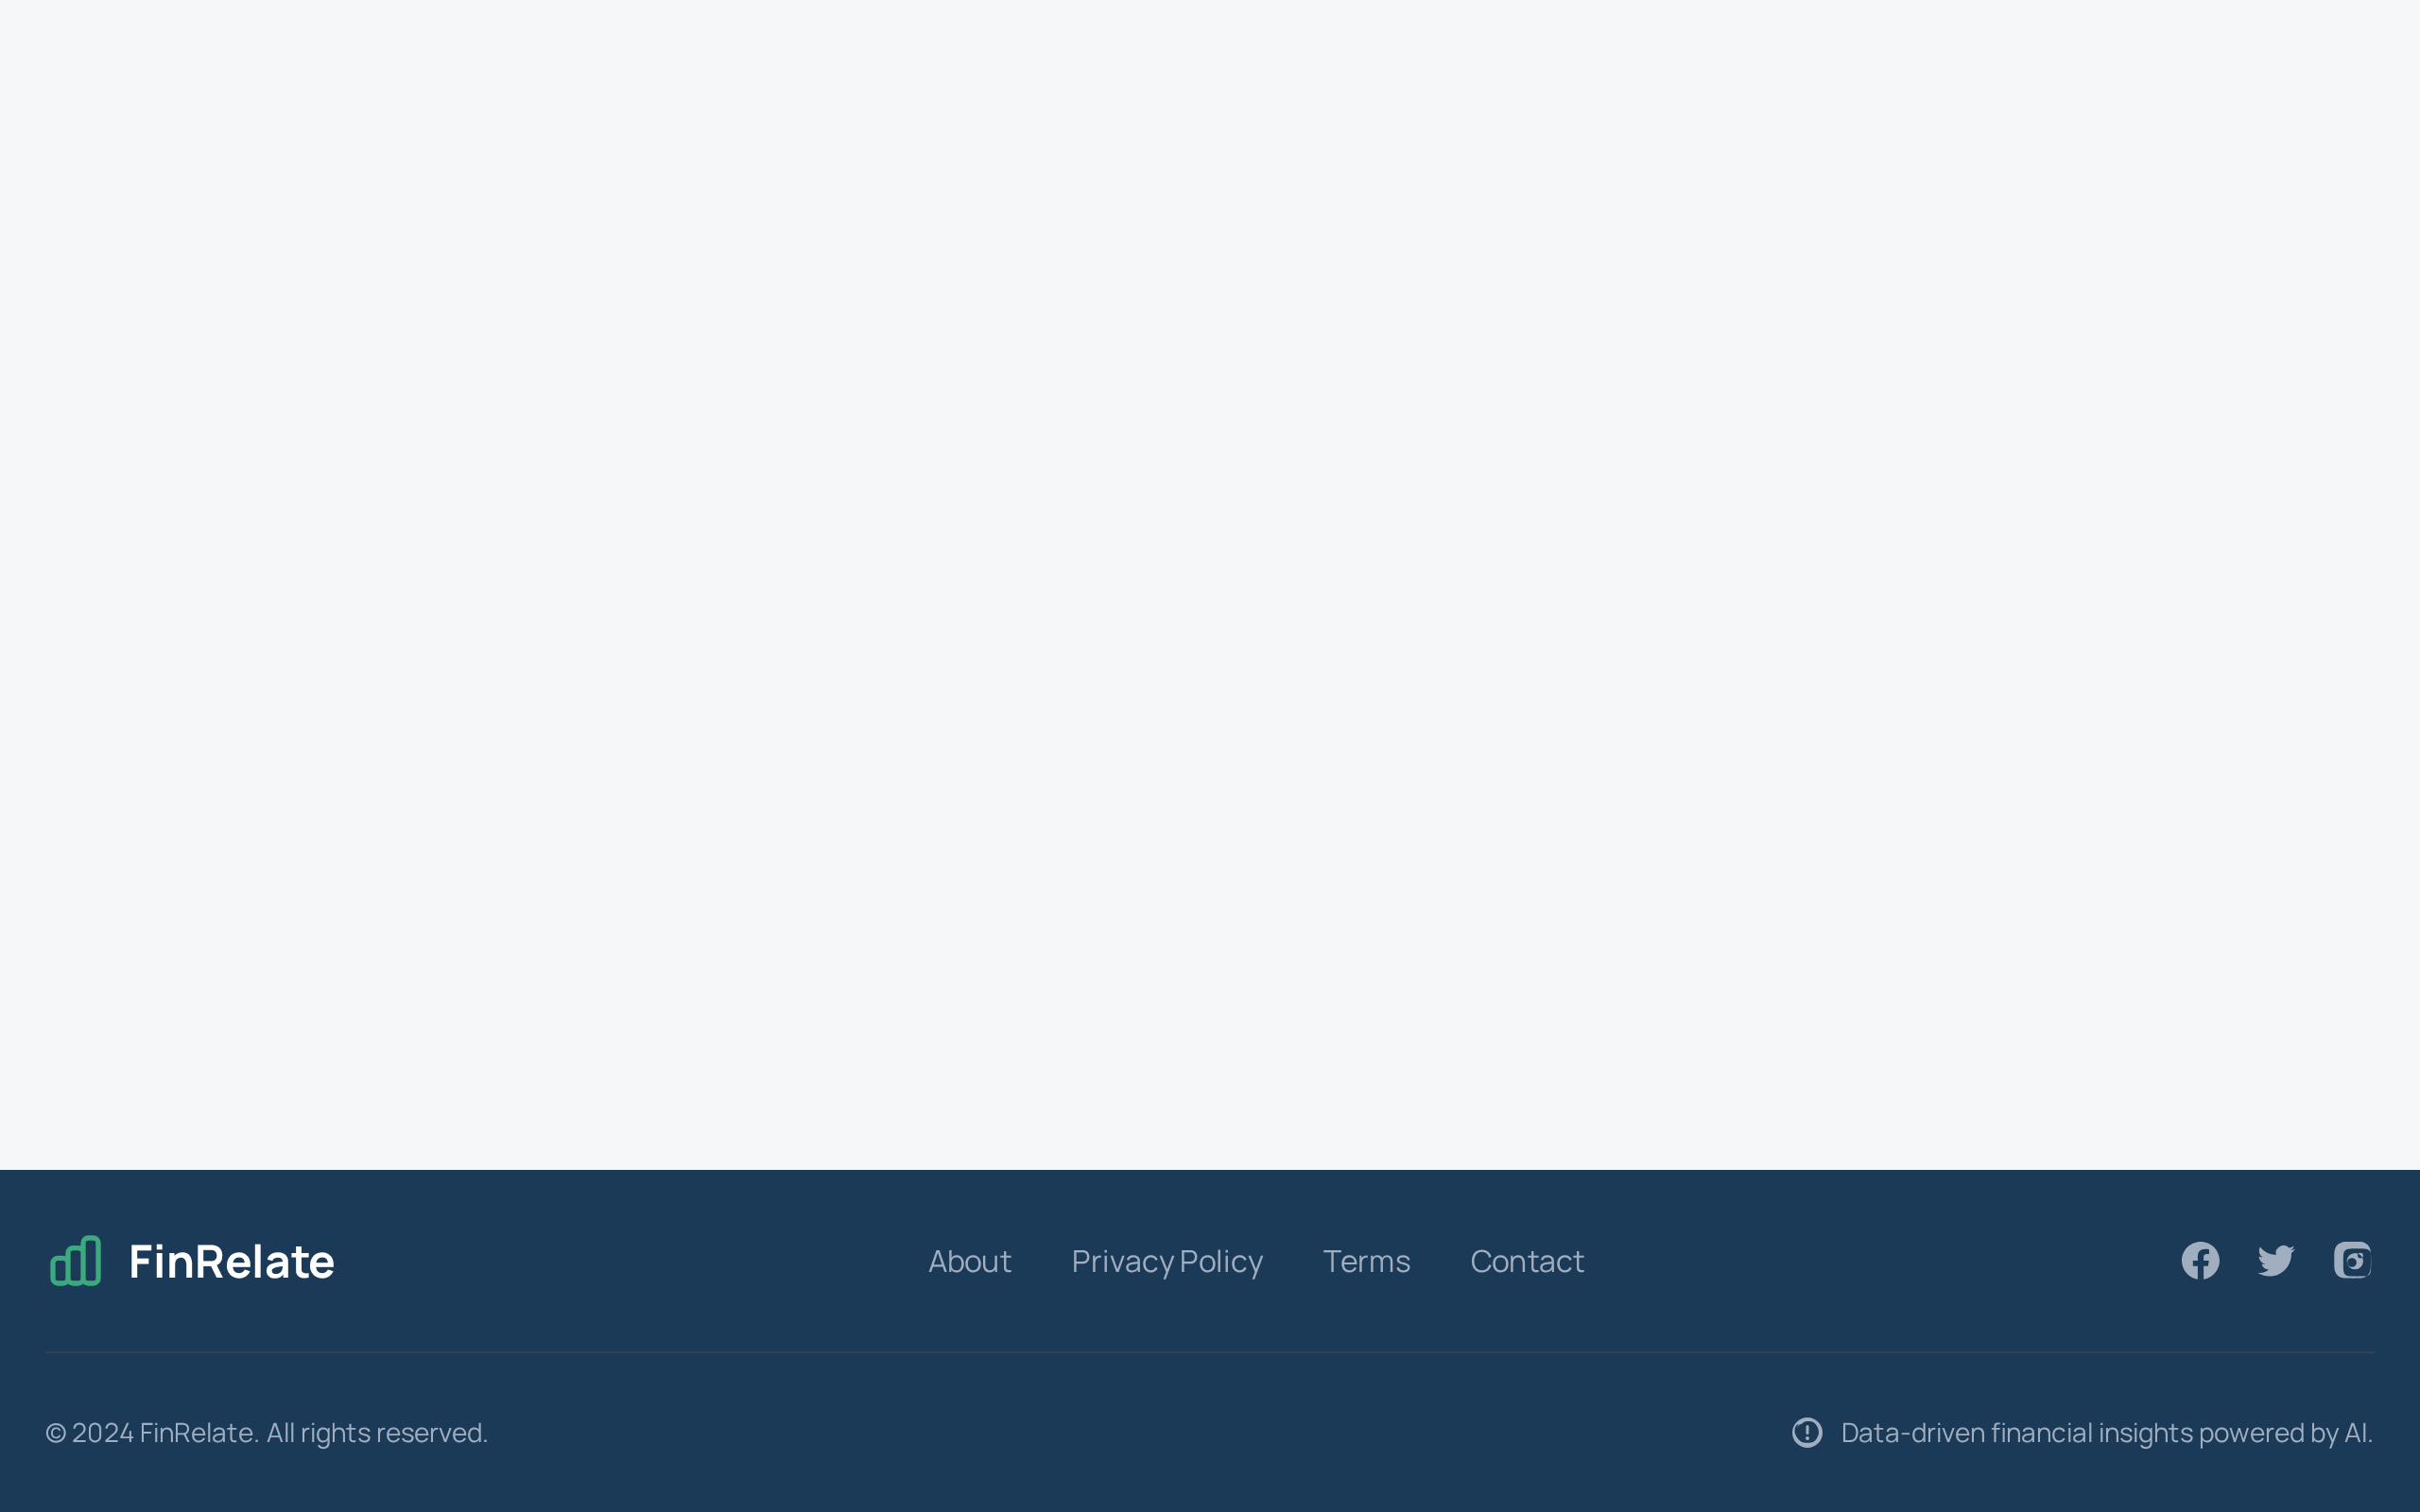 FinRelate
About Privacy Policy Terms Contact
© 2024 FinRelate. All rights reserved.
Data-driven financial insights powered by AI.